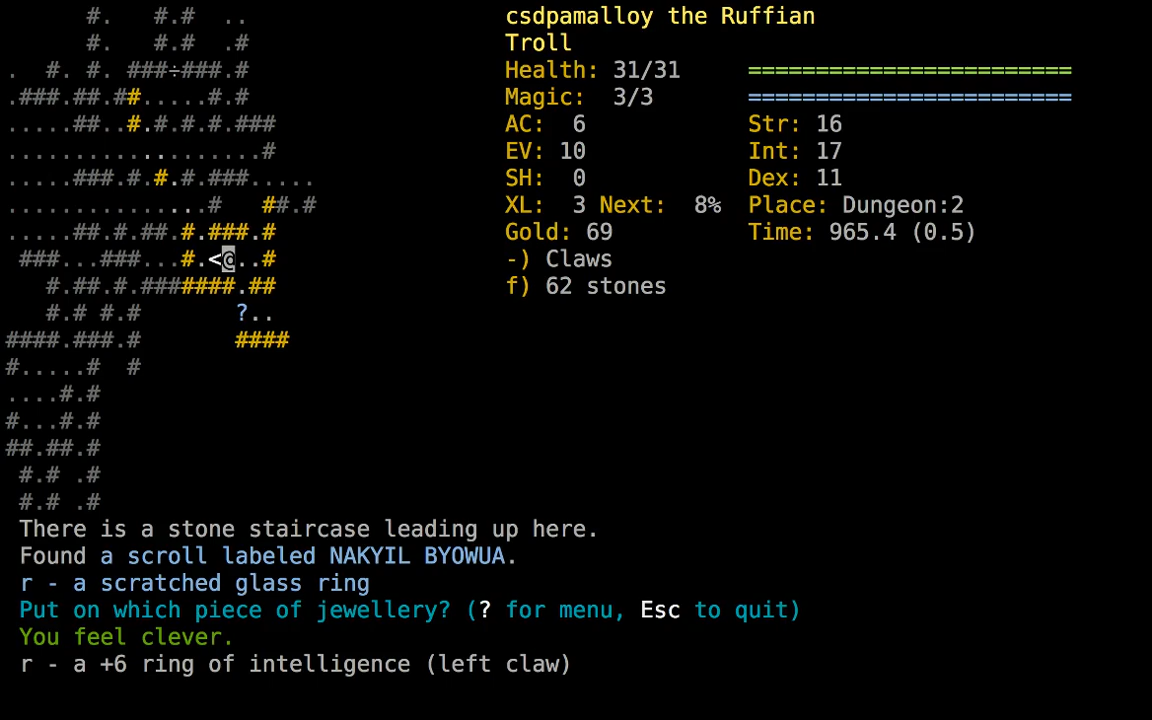 #.   #.#  ..          csdpamalloy the Ruffian
        #.   #.#  .#          Troll
.  #. #. ###÷###.#            Health: 31/31    ========================
.###.##.##.....#.#            Magic:  3/3      ========================
.....##..#.#.#.#.###          AC:  6           Str: 16
...................#          EV: 10           Int: 17
.....###.#.#.#.###.....       SH:  0           Dex: 11
...............#   ##.#       XL:  3 Next:  8% Place: Dungeon:2
.....##.#.##.#.###.#          Gold: 69         Time: 965.4 (0.5)
 ###...###...#.<@..#          -) Claws
   #.##.#.#######.##          f) 62 stones
   #.# #.#       ?..
####.###.#       ####
#.....#  #
....#.#
#...#.#
##.##.#
 #.# .#
 #.# .#
There is a stone staircase leading up here.
Found a scroll labeled NAKYIL BYOWUA.
r - a scratched glass ring
Put on which piece of jewellery? (? for menu, Esc to quit)
You feel clever.
r - a +6 ring of intelligence (left claw)